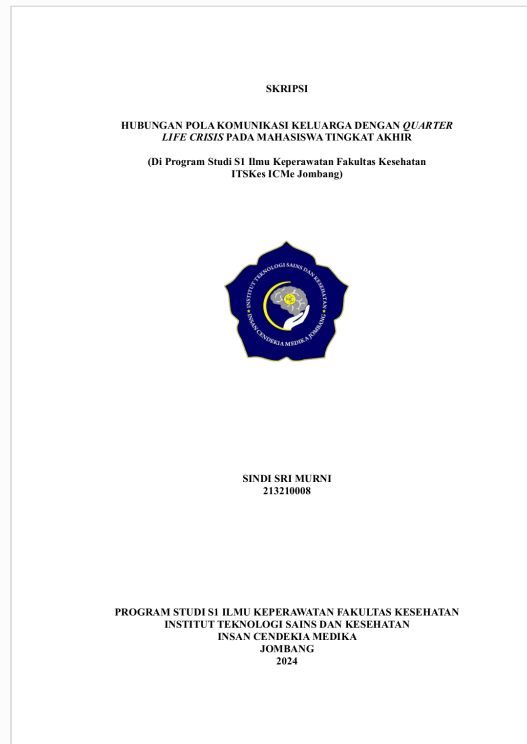 SKRIPSI
HUBUNGAN POLA KOMUNIKASI KELUARGA DENGAN QUARTER
LIFE CRISIS PADA MAHASISWA TINGKAT AKHIR
(Di Program Studi S1 Ilmu Keperawatan Fakultas Kesehatan
ITSKes ICMe Jombang)
INSTITUT TEKNOLOGI SAINS DAN KESEHATAN
INSAN CENDEKIA MEDIKA JOMBANG
SINDI SRI MURNI
213210008
PROGRAM STUDI S1 ILMU KEPERAWATAN FAKULTAS KESEHATAN
INSTITUT TEKNOLOGI SAINS DAN KESEHATAN
INSAN CENDEKIA MEDIKA
JOMBANG
2024